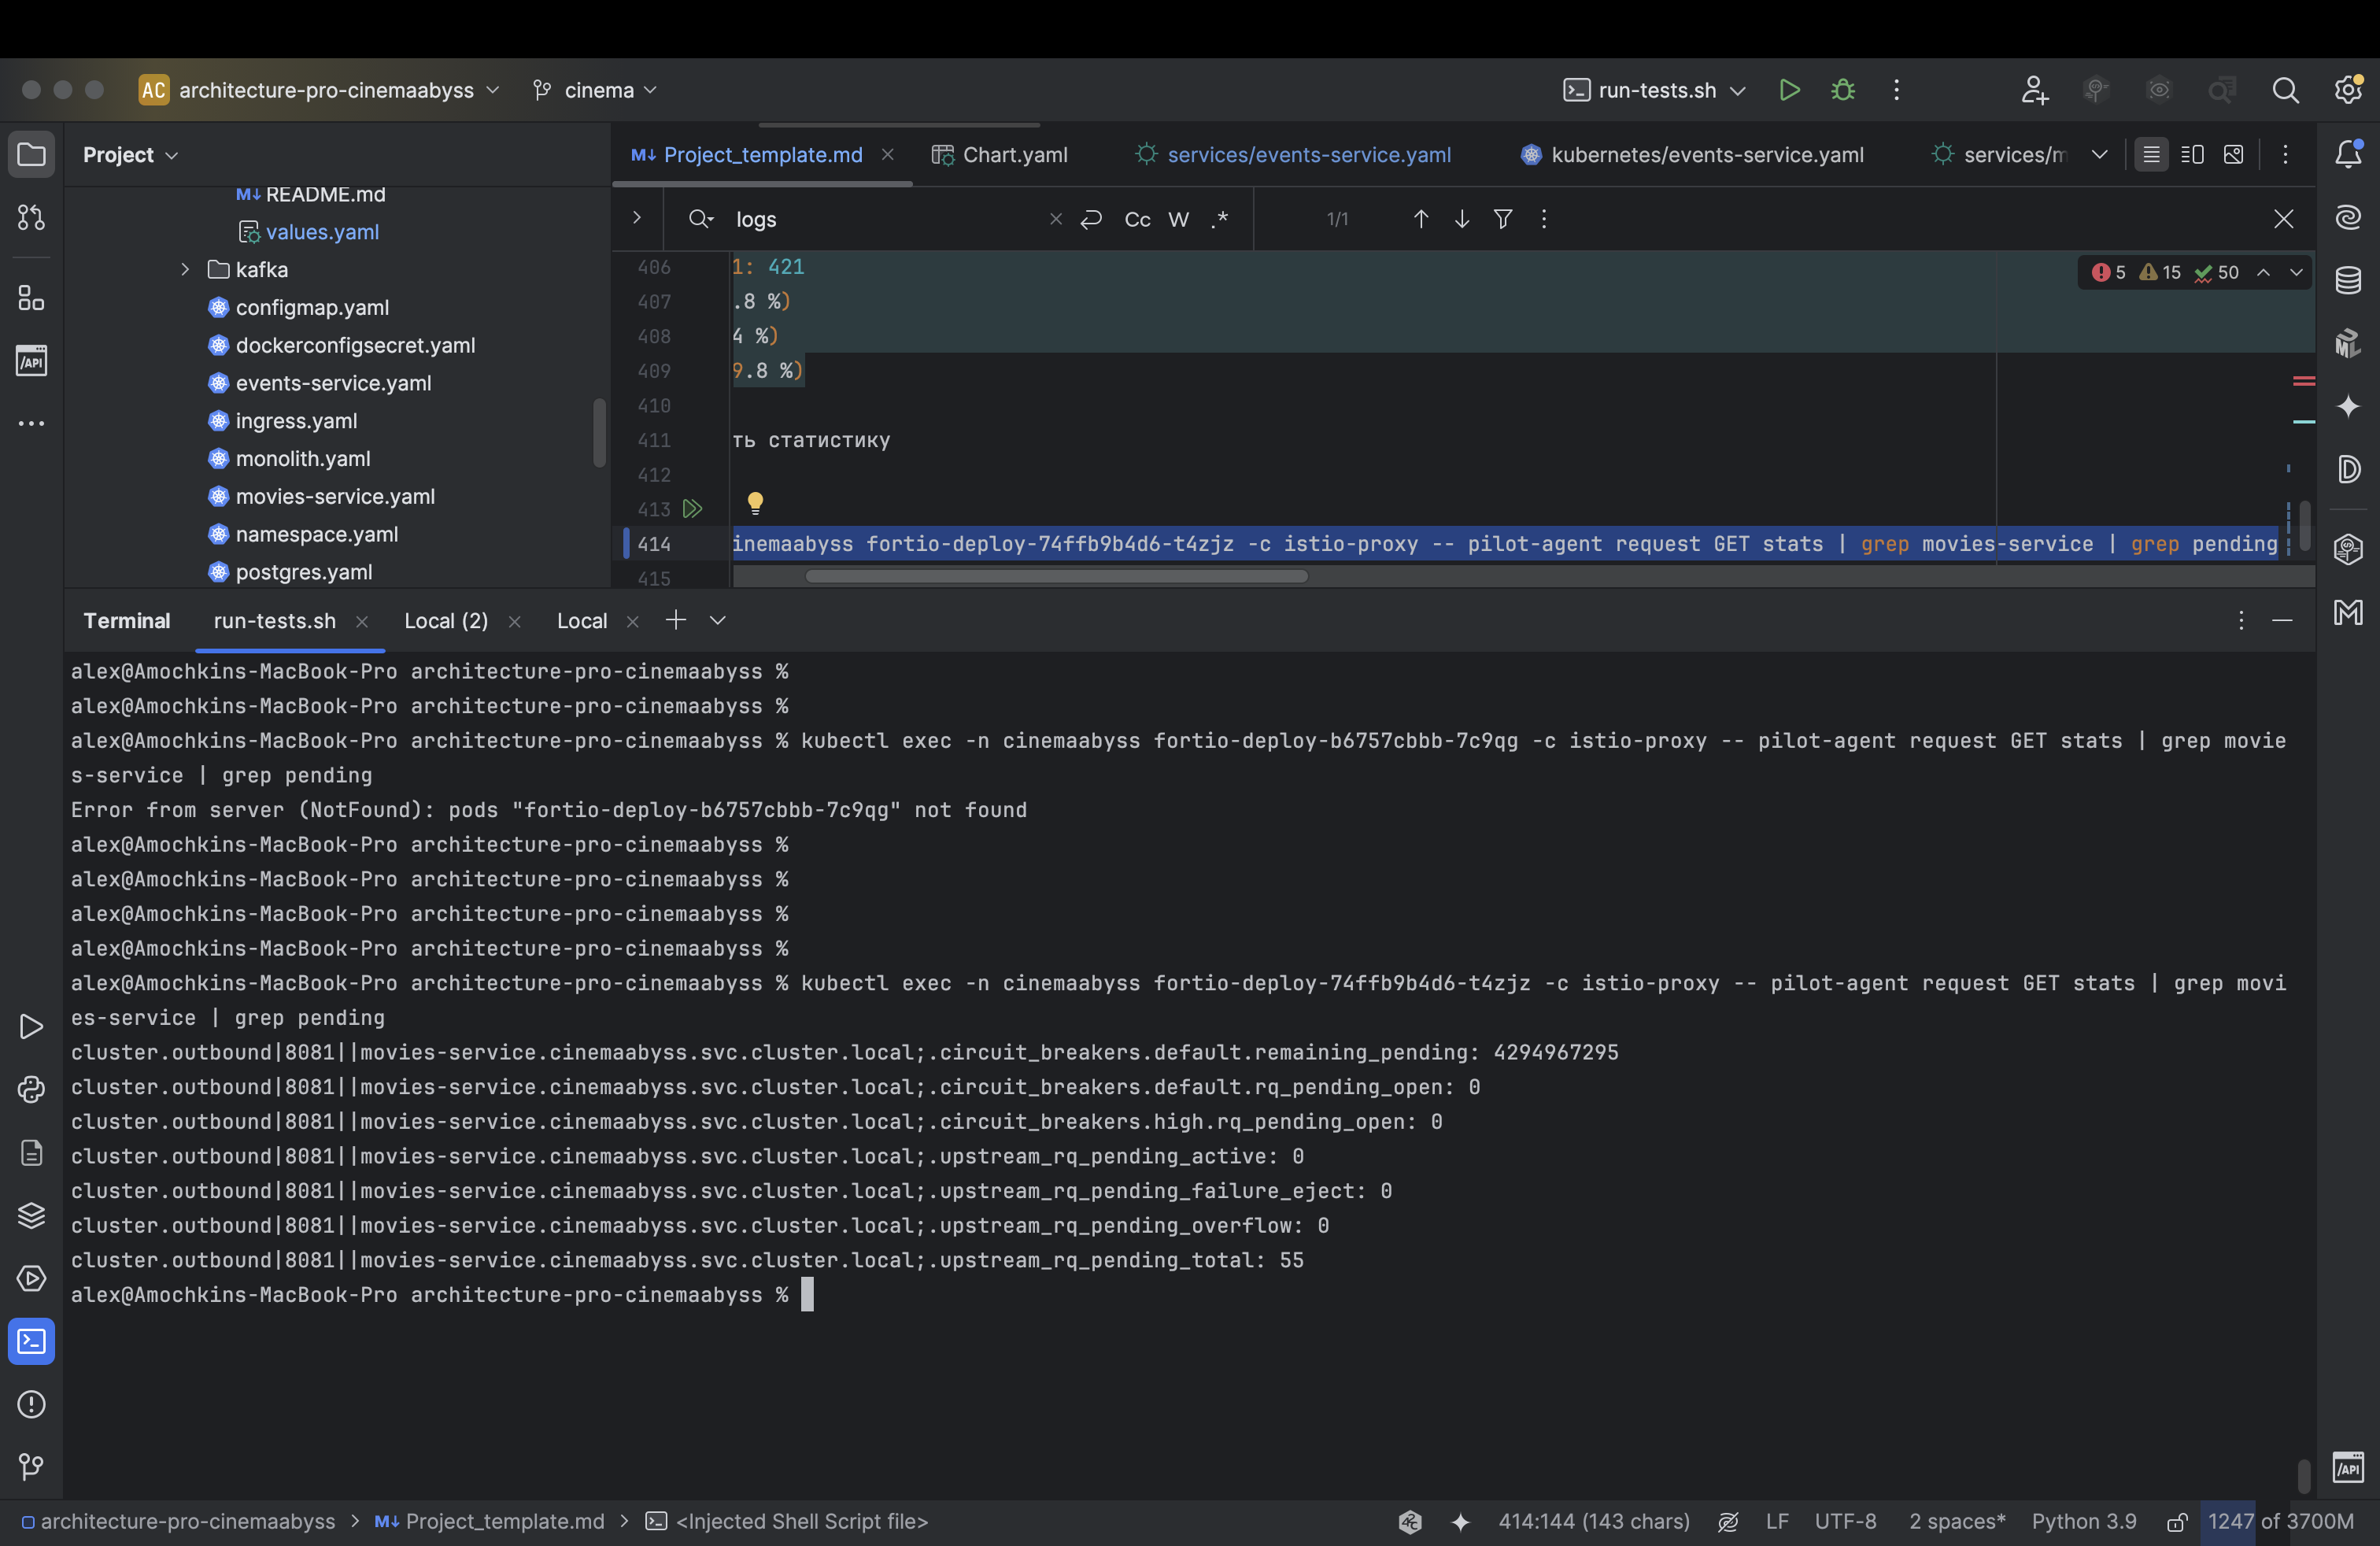 AC architecture-pro-cinemaabyss cinema run-tests.sh
Project
README.md
values.yaml
kafka
configmap.yaml
dockerconfigsecret.yaml
events-service.yaml
ingress.yaml
monolith.yaml
movies-service.yaml
namespace.yaml
postgres.yaml
Project_template.md Chart.yaml services/events-service.yaml kubernetes/events-service.yaml services/m
logs Cc W .* 1/1
5 15 50
406 1: 421
407 .8 %)
408 4 %)
409 9.8 %)
410
411 ть статистику
412
413
414 inemaabyss fortio-deploy-74ffb9b4d6-t4zjz -c istio-proxy -- pilot-agent request GET stats | grep movies-service | grep pending
415
Terminal run-tests.sh Local (2) Local
alex@Amochkins-MacBook-Pro architecture-pro-cinemaabyss %
alex@Amochkins-MacBook-Pro architecture-pro-cinemaabyss %
alex@Amochkins-MacBook-Pro architecture-pro-cinemaabyss % kubectl exec -n cinemaabyss fortio-deploy-b6757cbbb-7c9qg -c istio-proxy -- pilot-agent request GET stats | grep movie
s-service | grep pending
Error from server (NotFound): pods "fortio-deploy-b6757cbbb-7c9qg" not found
alex@Amochkins-MacBook-Pro architecture-pro-cinemaabyss %
alex@Amochkins-MacBook-Pro architecture-pro-cinemaabyss %
alex@Amochkins-MacBook-Pro architecture-pro-cinemaabyss %
alex@Amochkins-MacBook-Pro architecture-pro-cinemaabyss %
alex@Amochkins-MacBook-Pro architecture-pro-cinemaabyss % kubectl exec -n cinemaabyss fortio-deploy-74ffb9b4d6-t4zjz -c istio-proxy -- pilot-agent request GET stats | grep movi
es-service | grep pending
cluster.outbound|8081||movies-service.cinemaabyss.svc.cluster.local;.circuit_breakers.default.remaining_pending: 4294967295
cluster.outbound|8081||movies-service.cinemaabyss.svc.cluster.local;.circuit_breakers.default.rq_pending_open: 0
cluster.outbound|8081||movies-service.cinemaabyss.svc.cluster.local;.circuit_breakers.high.rq_pending_open: 0
cluster.outbound|8081||movies-service.cinemaabyss.svc.cluster.local;.upstream_rq_pending_active: 0
cluster.outbound|8081||movies-service.cinemaabyss.svc.cluster.local;.upstream_rq_pending_failure_eject: 0
cluster.outbound|8081||movies-service.cinemaabyss.svc.cluster.local;.upstream_rq_pending_overflow: 0
cluster.outbound|8081||movies-service.cinemaabyss.svc.cluster.local;.upstream_rq_pending_total: 55
alex@Amochkins-MacBook-Pro architecture-pro-cinemaabyss %
architecture-pro-cinemaabyss > M↓ Project_template.md > <Injected Shell Script file> 414:144 (143 chars) LF UTF-8 2 spaces* Python 3.9 1247 of 3700M